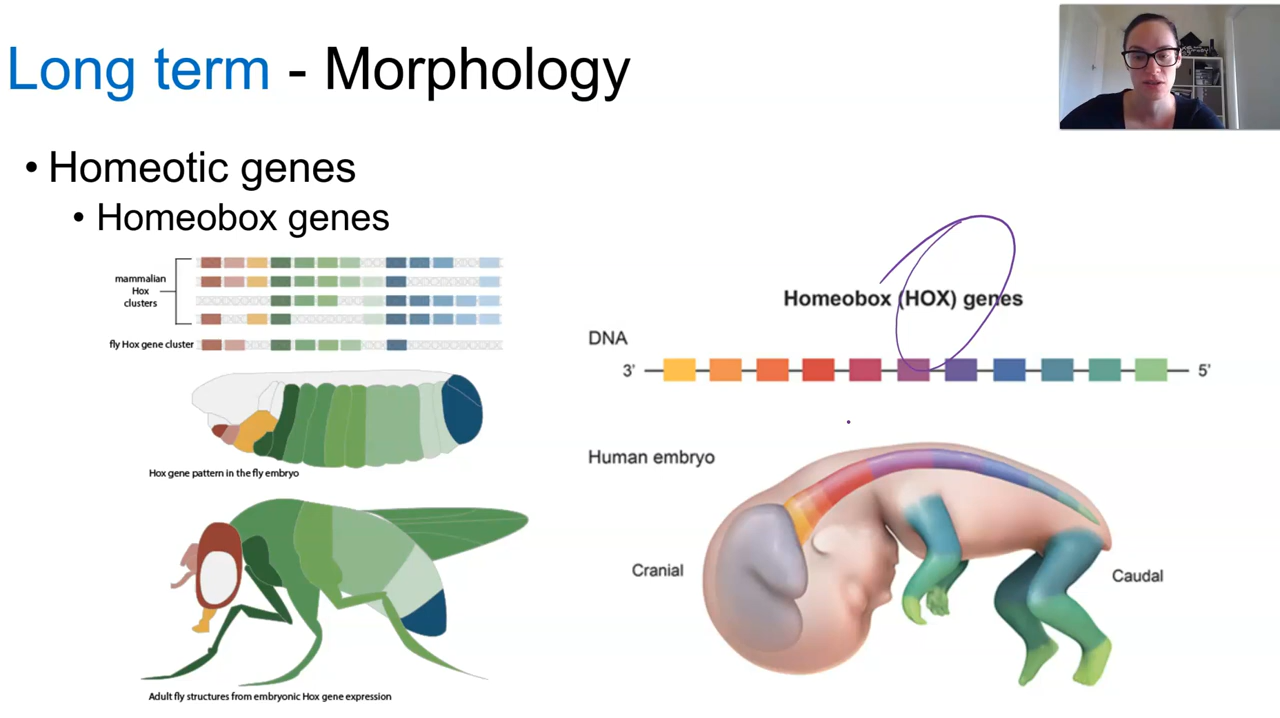 Long term - Morphology
• Homeotic genes
• Homeobox genes
mammalian
Hox
clusters
fly Hox gene cluster
Hox gene pattern in the fly embryo
Adult fly structures from embryonic Hox gene expression
Homeobox (HOX) genes
DNA
3’ 5’
Human embryo
Cranial
Caudal